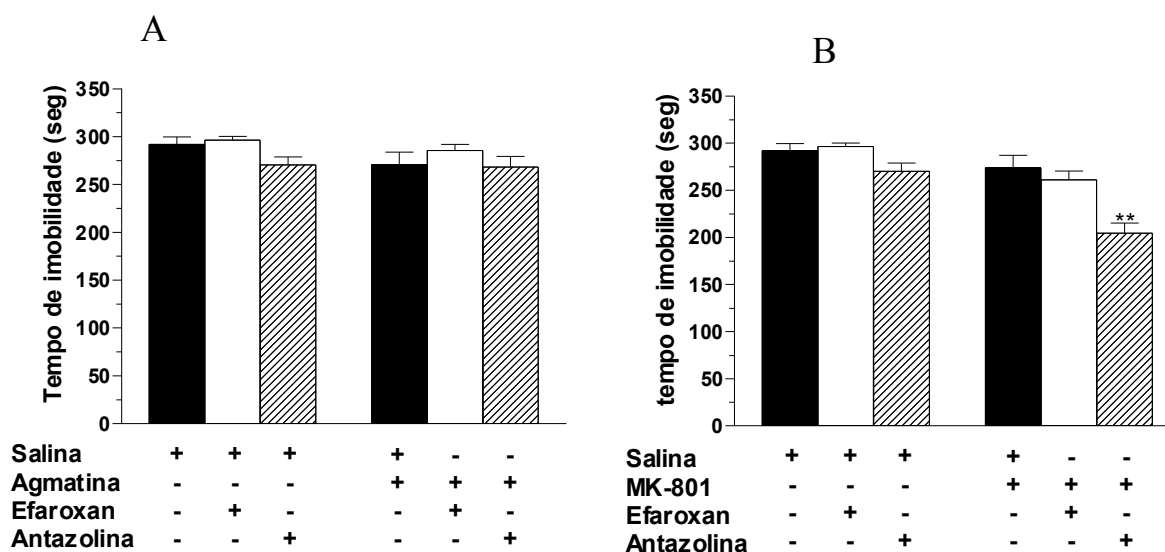 A
Tempo de imobilidade (seg)
350
300
250
200
150
100
50
0
Salina + + + + - -
Agmatina - - - + + +
Efaroxan - + - - + -
Antazolina - - + - - +
B
tempo de imobilidade (seg)
350
300
250
200
150
100
50
0
**
Salina + + + + - -
MK-801 - - - + + +
Efaroxan - + - - + -
Antazolina - - + - - +